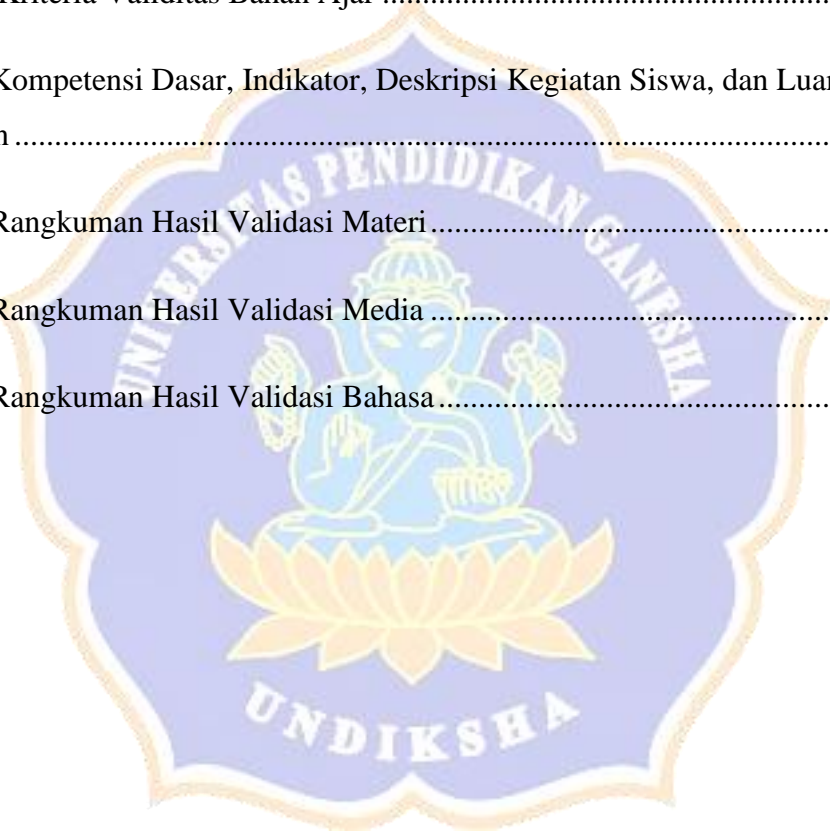 Kriteria Validitas Bahan Ajar ....................................................
Kompetensi Dasar, Indikator, Deskripsi Kegiatan Siswa, dan Luar
n ....................................................................................................
Rangkuman Hasil Validasi Materi ..................................................
Rangkuman Hasil Validasi Media ..................................................
Rangkuman Hasil Validasi Bahasa .................................................
UNIVERSITAS PENDIDIKAN GANESHA
UNDIKSHA